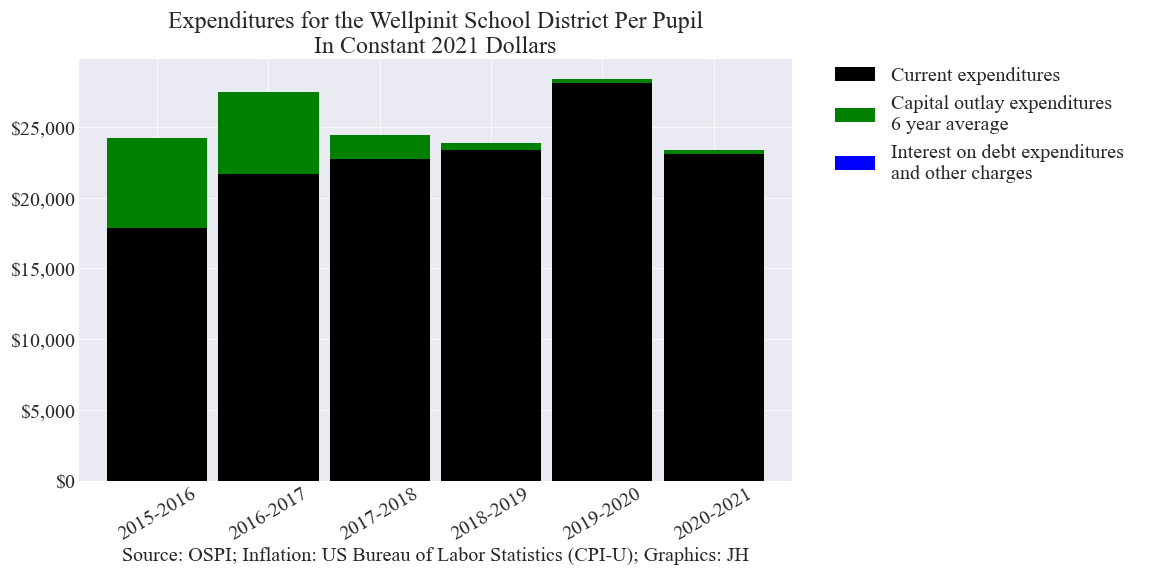 Expenditures for the Wellpinit School District Per Pupil
In Constant 2021 Dollars
Current expenditures
Capital outlay expenditures
6 year average
Interest on debt expenditures
and other charges
$25,000
$20,000
$15,000
$10,000
$5,000
$0
2015-2016
2016-2017
2017-2018
2018-2019
2019-2020
2020-2021
Source: OSPI; Inflation: US Bureau of Labor Statistics (CPI-U); Graphics: JH